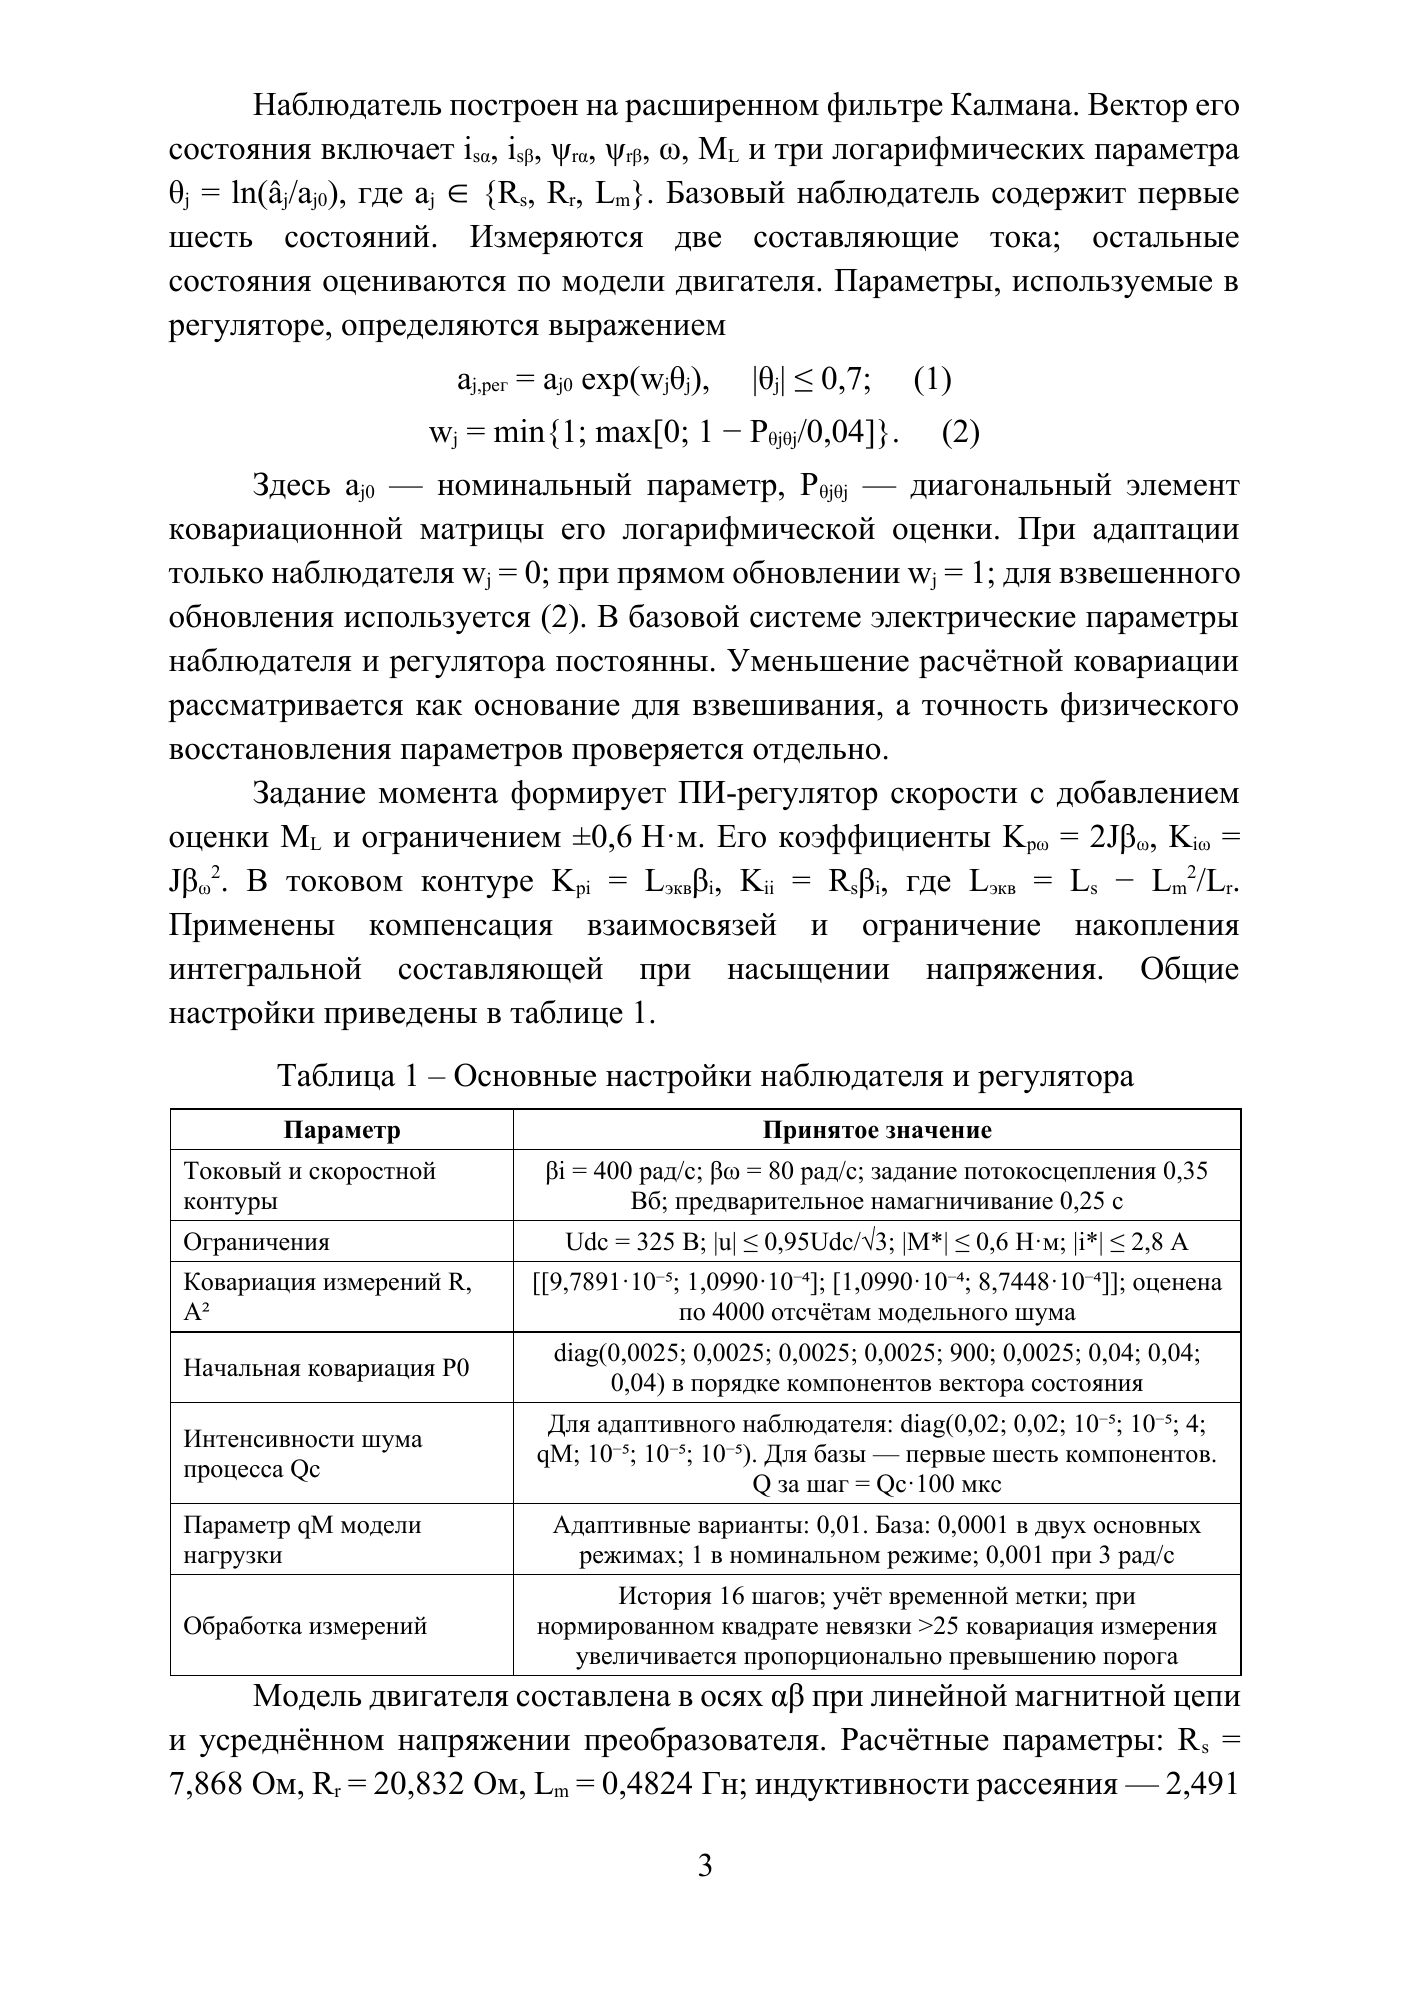 Наблюдатель построен на расширенном фильтре Калмана. Вектор его
состояния включает isα, isβ, ψrα, ψrβ, ω, ML и три логарифмических параметра
θj = ln(âj/aj0), где aj ∈ {Rs, Rr, Lm}. Базовый наблюдатель содержит первые
шесть состояний. Измеряются две составляющие тока; остальные
состояния оцениваются по модели двигателя. Параметры, используемые в
регуляторе, определяются выражением
aj,рег = aj0 exp(wjθj), |θj| ≤ 0,7; (1)
wj = min{1; max[0; 1 − Pθjθj/0,04]}. (2)
Здесь aj0 — номинальный параметр, Pθjθj — диагональный элемент
ковариационной матрицы его логарифмической оценки. При адаптации
только наблюдателя wj = 0; при прямом обновлении wj = 1; для взвешенного
обновления используется (2). В базовой системе электрические параметры
наблюдателя и регулятора постоянны. Уменьшение расчётной ковариации
рассматривается как основание для взвешивания, а точность физического
восстановления параметров проверяется отдельно.
Задание момента формирует ПИ-регулятор скорости с добавлением
оценки ML и ограничением ±0,6 Н·м. Его коэффициенты Kpω = 2Jβω, Kiω =
Jβω². В токовом контуре Kpi = Lэквβi, Kii = Rsβi, где Lэкв = Ls − Lm²/Lr.
Применены компенсация взаимосвязей и ограничение накопления
интегральной составляющей при насыщении напряжения. Общие
настройки приведены в таблице 1.
Таблица 1 – Основные настройки наблюдателя и регулятора
Параметр
Принятое значение
Токовый и скоростной
контуры
βi = 400 рад/с; βω = 80 рад/с; задание потокосцепления 0,35
Вб; предварительное намагничивание 0,25 с
Ограничения
Udc = 325 В; |u| ≤ 0,95Udc/√3; |M*| ≤ 0,6 Н·м; |i*| ≤ 2,8 А
Ковариация измерений R,
А²
[[9,7891·10⁻⁵; 1,0990·10⁻⁴]; [1,0990·10⁻⁴; 8,7448·10⁻⁴]]; оценена
по 4000 отсчётам модельного шума
Начальная ковариация P0
diag(0,0025; 0,0025; 0,0025; 0,0025; 900; 0,0025; 0,04; 0,04;
0,04) в порядке компонентов вектора состояния
Интенсивности шума
процесса Qc
Для адаптивного наблюдателя: diag(0,02; 0,02; 10⁻⁵; 10⁻⁵; 4;
qM; 10⁻⁵; 10⁻⁵; 10⁻⁵). Для базы — первые шесть компонентов.
Q за шаг = Qc·100 мкс
Параметр qM модели
нагрузки
Адаптивные варианты: 0,01. База: 0,0001 в двух основных
режимах; 1 в номинальном режиме; 0,001 при 3 рад/с
Обработка измерений
История 16 шагов; учёт временной метки; при
нормированном квадрате невязки >25 ковариация измерения
увеличивается пропорционально превышению порога
Модель двигателя составлена в осях αβ при линейной магнитной цепи
и усреднённом напряжении преобразователя. Расчётные параметры: Rs =
7,868 Ом, Rr = 20,832 Ом, Lm = 0,4824 Гн; индуктивности рассеяния — 2,491
3